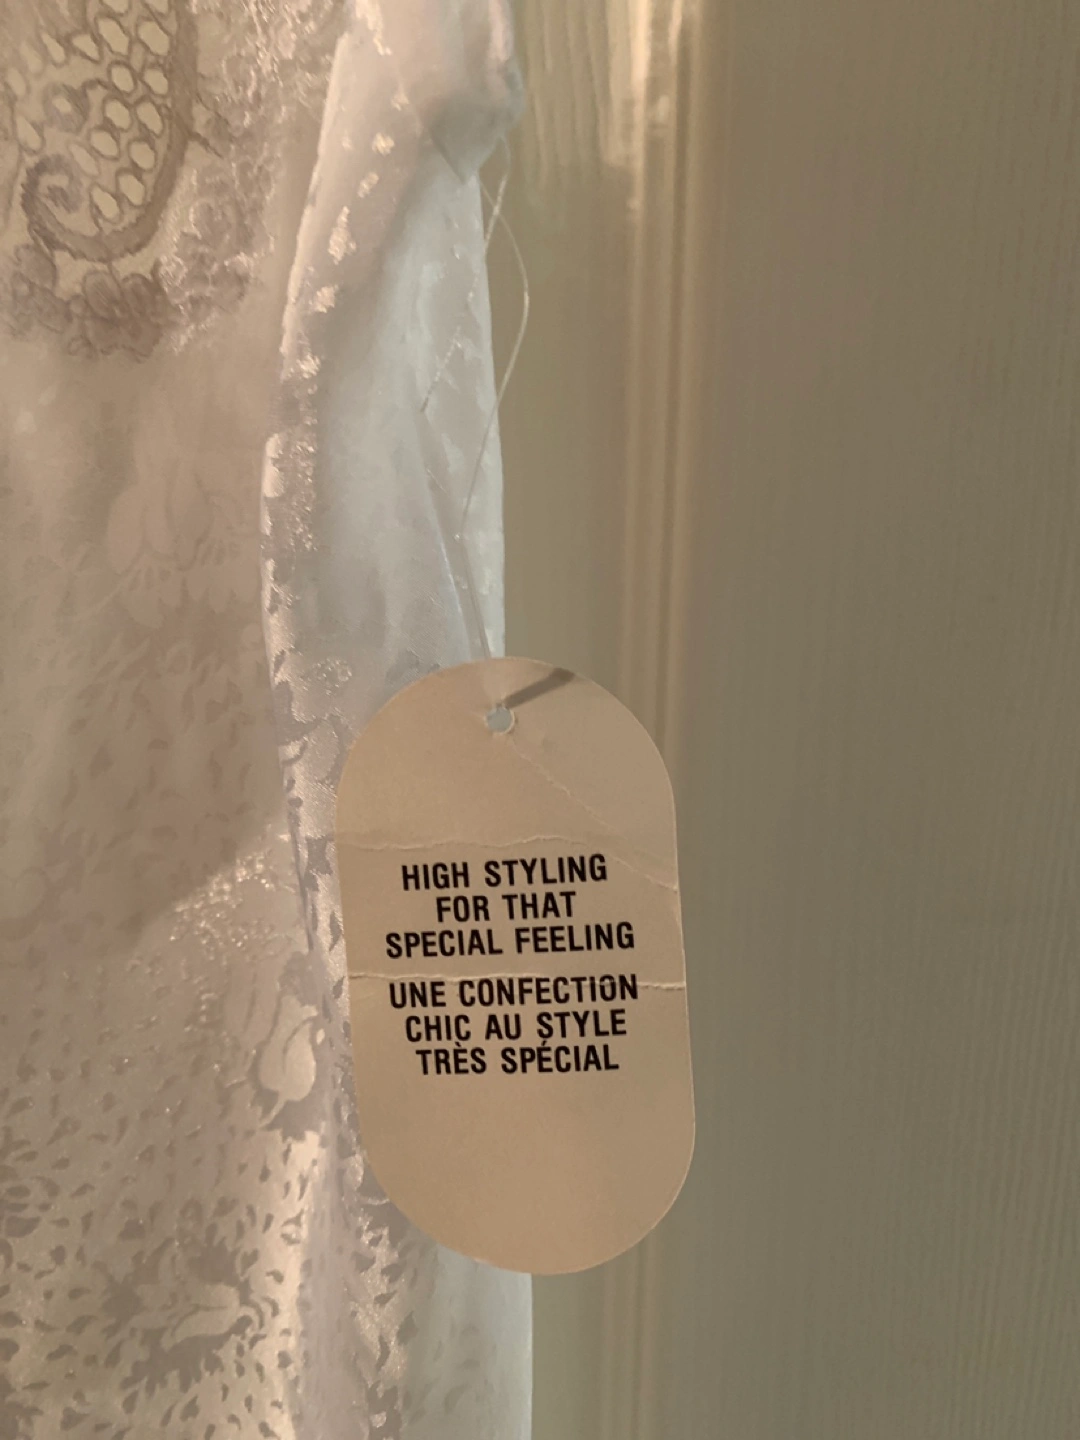 HIGH STYLING
FOR THAT
SPECIAL FEELING
UNE CONFECTION
CHIC AU STYLE
TRÈS SPÉCIAL